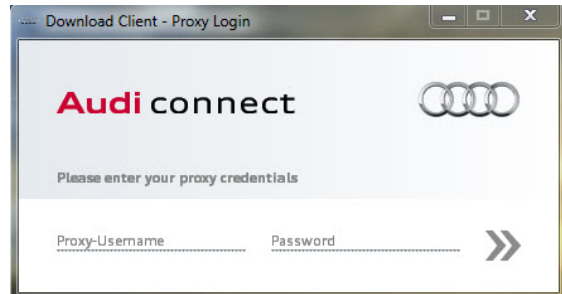 Download Client - Proxy Login
Audi connect
Please enter your proxy credentials
Proxy-Username Password